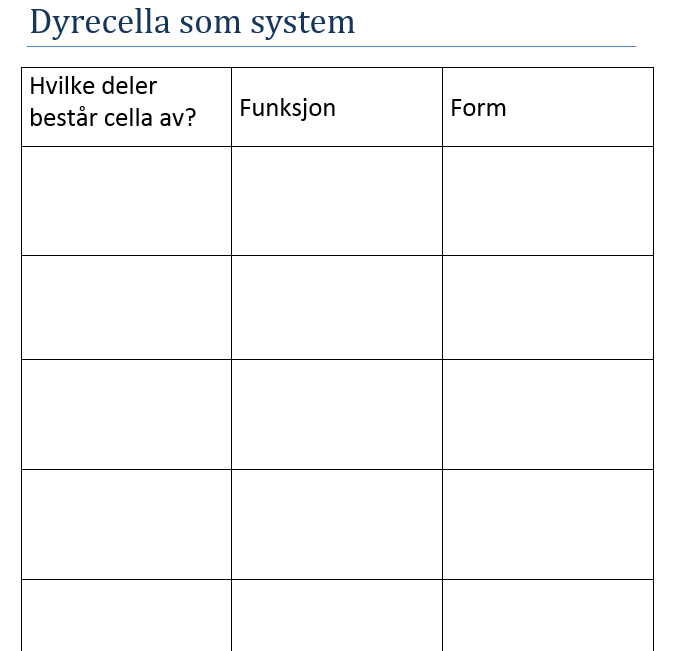 Dyrecella som system
Hvilke deler
består cella av?
Funksjon
Form